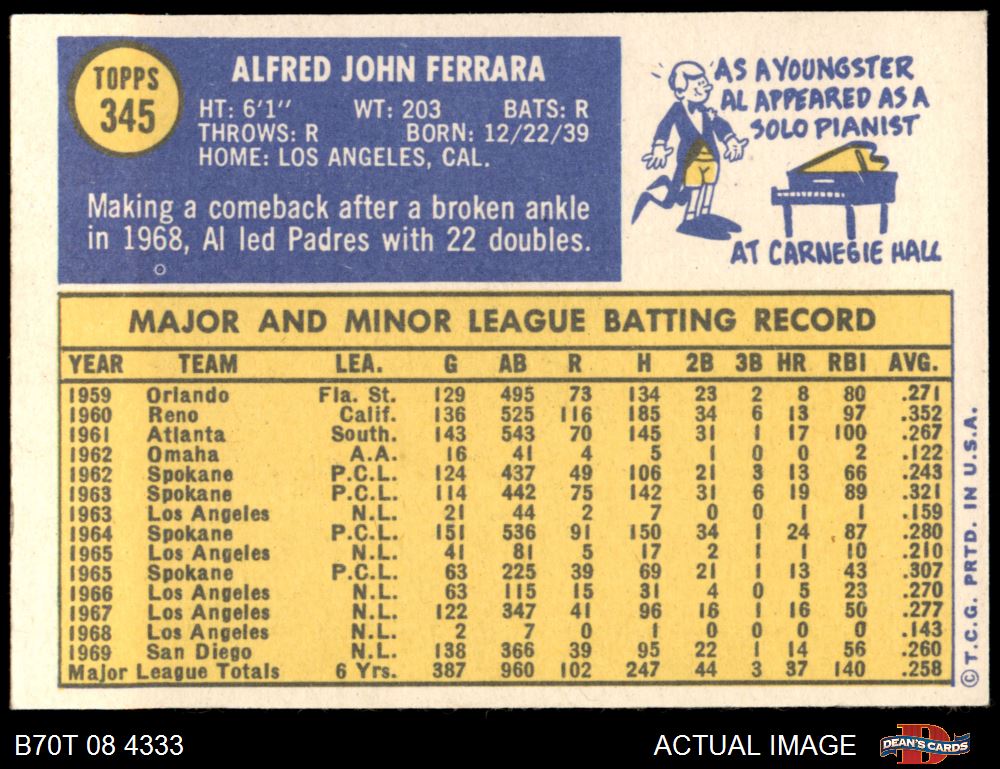 TOPPS
345
ALFRED JOHN FERRARA
HT: 6'1" WT: 203 BATS: R
THROWS: R BORN: 12/22/39
HOME: LOS ANGELES, CAL.
Making a comeback after a broken ankle
in 1968, Al led Padres with 22 doubles.
AS A YOUNGSTER
AL APPEARED AS A
SOLO PIANIST
AT CARNEGIE HALL
MAJOR AND MINOR LEAGUE BATTING RECORD
YEAR TEAM LEA. G AB R H 2B 3B HR RBI AVG.
1959 Orlando Fla. St. 129 495 73 134 23 2 8 80 .271
1960 Reno Calif. 136 525 116 185 34 6 13 97 .352
1961 Atlanta South. 143 543 70 145 31 1 17 100 .267
1962 Omaha A.A. 16 41 4 5 1 0 0 2 .122
1962 Spokane P.C.L. 124 437 49 106 21 3 13 66 .243
1963 Spokane P.C.L. 114 442 75 142 31 6 19 89 .321
1963 Los Angeles N.L. 21 44 2 7 0 0 1 1 .159
1964 Spokane P.C.L. 151 536 91 150 34 1 24 87 .280
1965 Los Angeles N.L. 41 81 5 17 2 1 1 10 .210
1965 Spokane P.C.L. 63 225 39 69 21 1 13 43 .307
1966 Los Angeles N.L. 63 115 15 31 4 0 5 23 .270
1967 Los Angeles N.L. 122 347 41 96 16 1 16 50 .277
1968 Los Angeles N.L. 2 7 0 1 0 0 0 0 .143
1969 San Diego N.L. 138 366 39 95 22 1 14 56 .260
Major League Totals 6 Yrs. 387 960 102 247 44 3 37 140 .258
© T.C.G. PRTD. IN U.S.A.
B70T 08 4333
ACTUAL IMAGE
DEAN'S CARDS